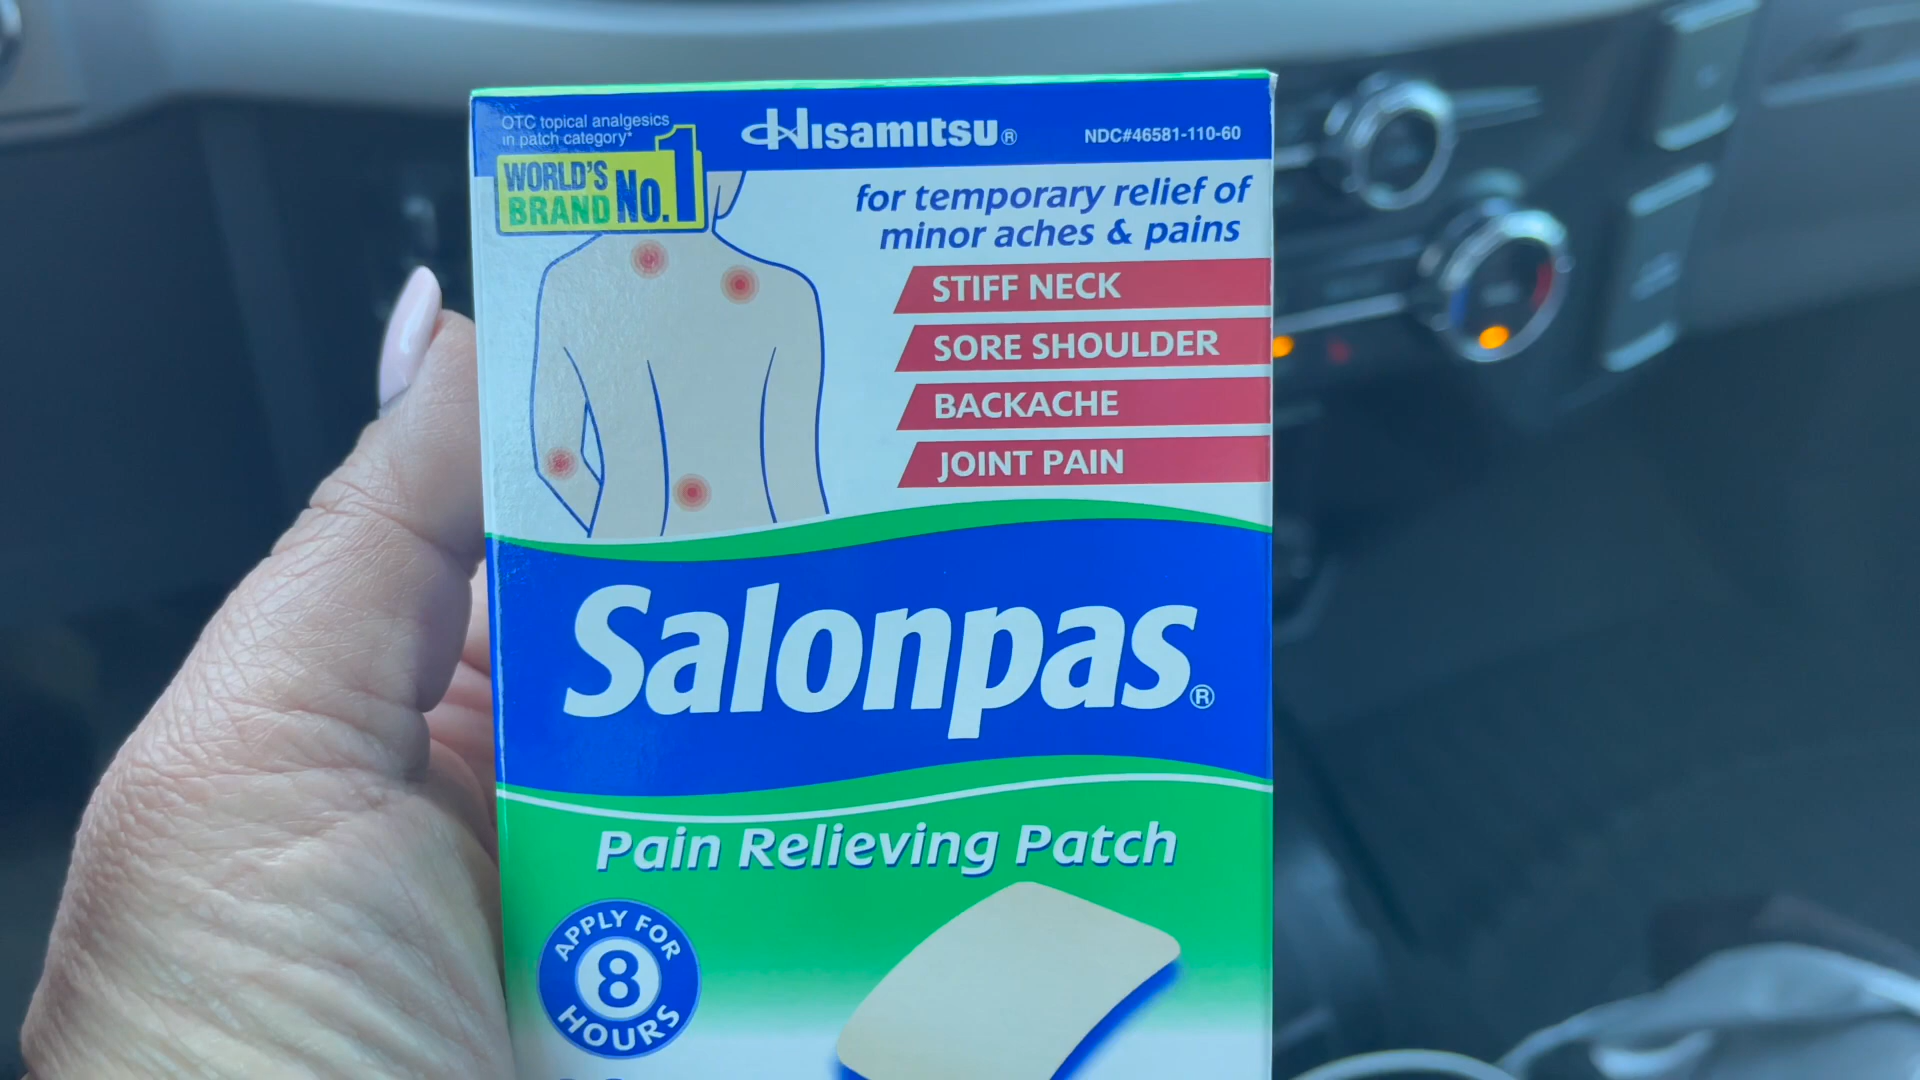 OTC topical analgesics
in patch category*
WORLD'S
BRAND
No.1
Hisamitsu®
NDC#46581-110-60
for temporary relief of
minor aches & pains
STIFF NECK
SORE SHOULDER
BACKACHE
JOINT PAIN
Salonpas®
Pain Relieving Patch
APPLY FOR
8
HOURS